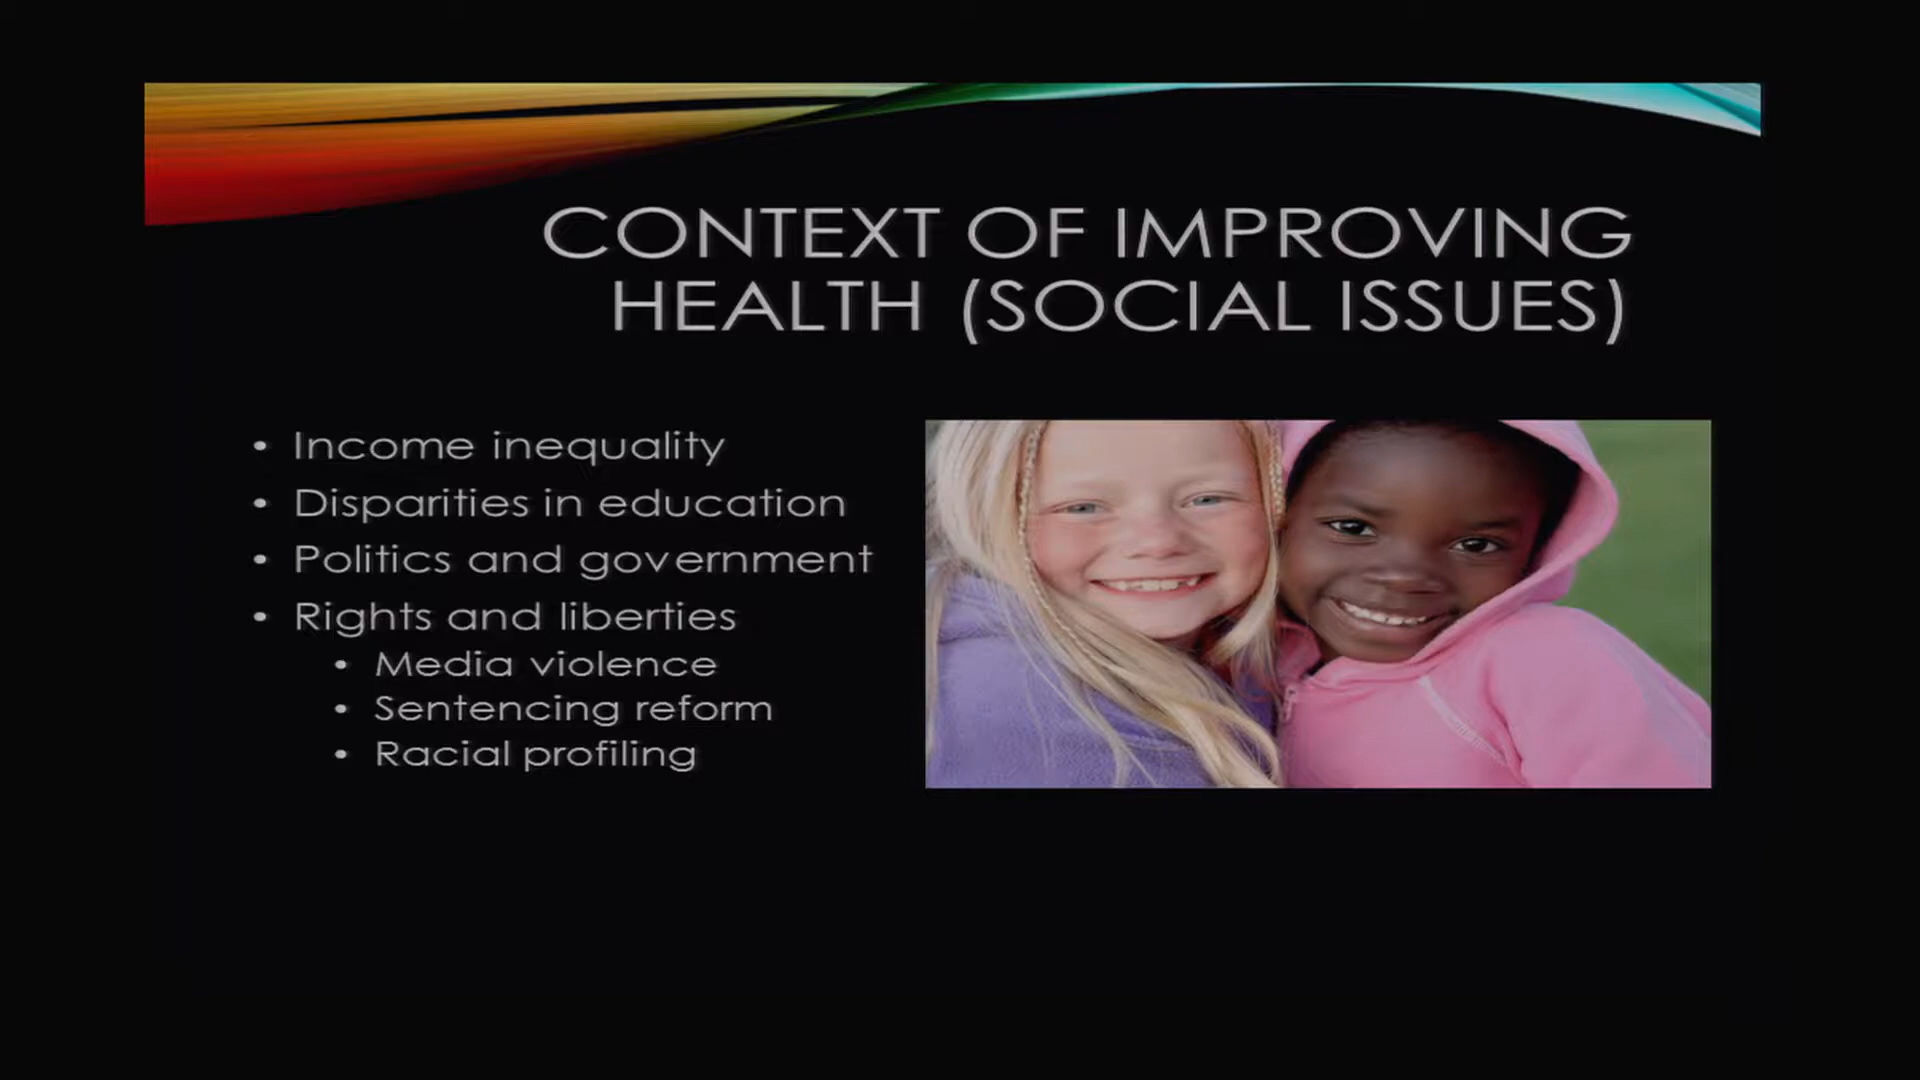 CONTEXT OF IMPROVING
HEALTH (SOCIAL ISSUES)
• Income inequality
• Disparities in education
• Politics and government
• Rights and liberties
• Media violence
• Sentencing reform
• Racial profiling